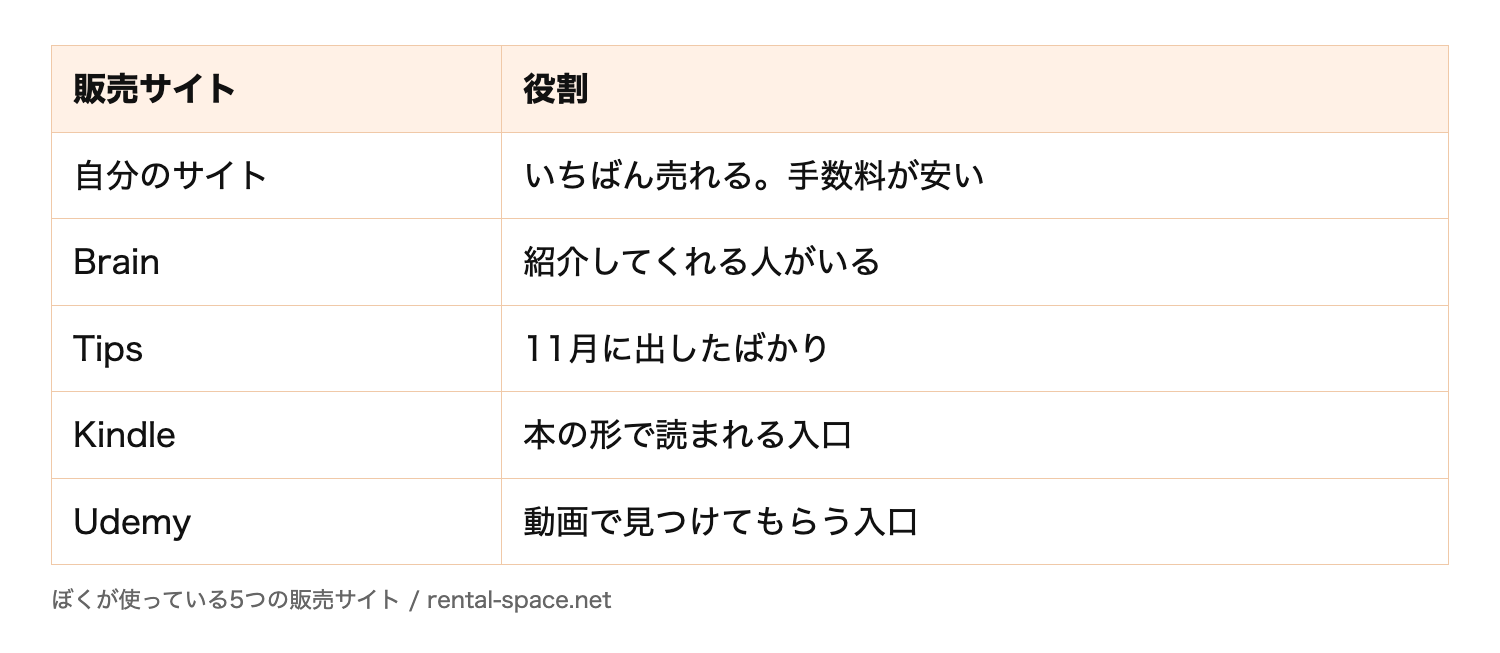 販売サイト 役割
自分のサイト いちばん売れる。手数料が安い
Brain 紹介してくれる人がいる
Tips 11月に出したばかり
Kindle 本の形で読まれる入口
Udemy 動画で見つけてもらう入口
ぼくが使っている5つの販売サイト / rental-space.net